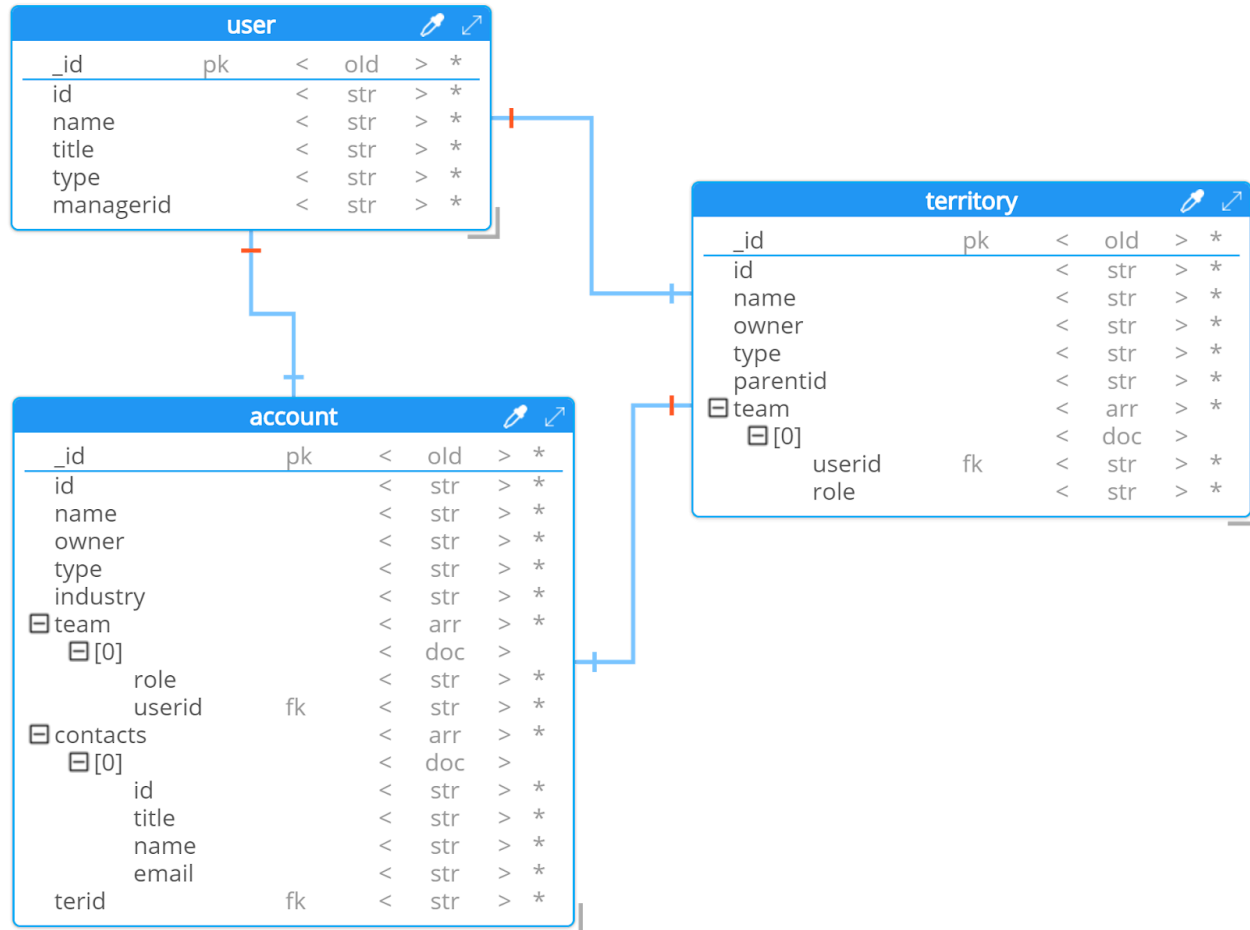 user
_id pk < old > *
id < str > *
name < str > *
title < str > *
type < str > *
managerid < str > *
territory
_id pk < old > *
id < str > *
name < str > *
owner < str > *
type < str > *
parentid < str > *
team < arr > *
[0] < doc >
userid fk < str > *
role < str > *
account
_id pk < old > *
id < str > *
name < str > *
owner < str > *
type < str > *
industry < str > *
team < arr > *
[0] < doc >
role < str > *
userid fk < str > *
contacts < arr > *
[0] < doc >
id < str > *
title < str > *
name < str > *
email < str > *
terid fk < str > *